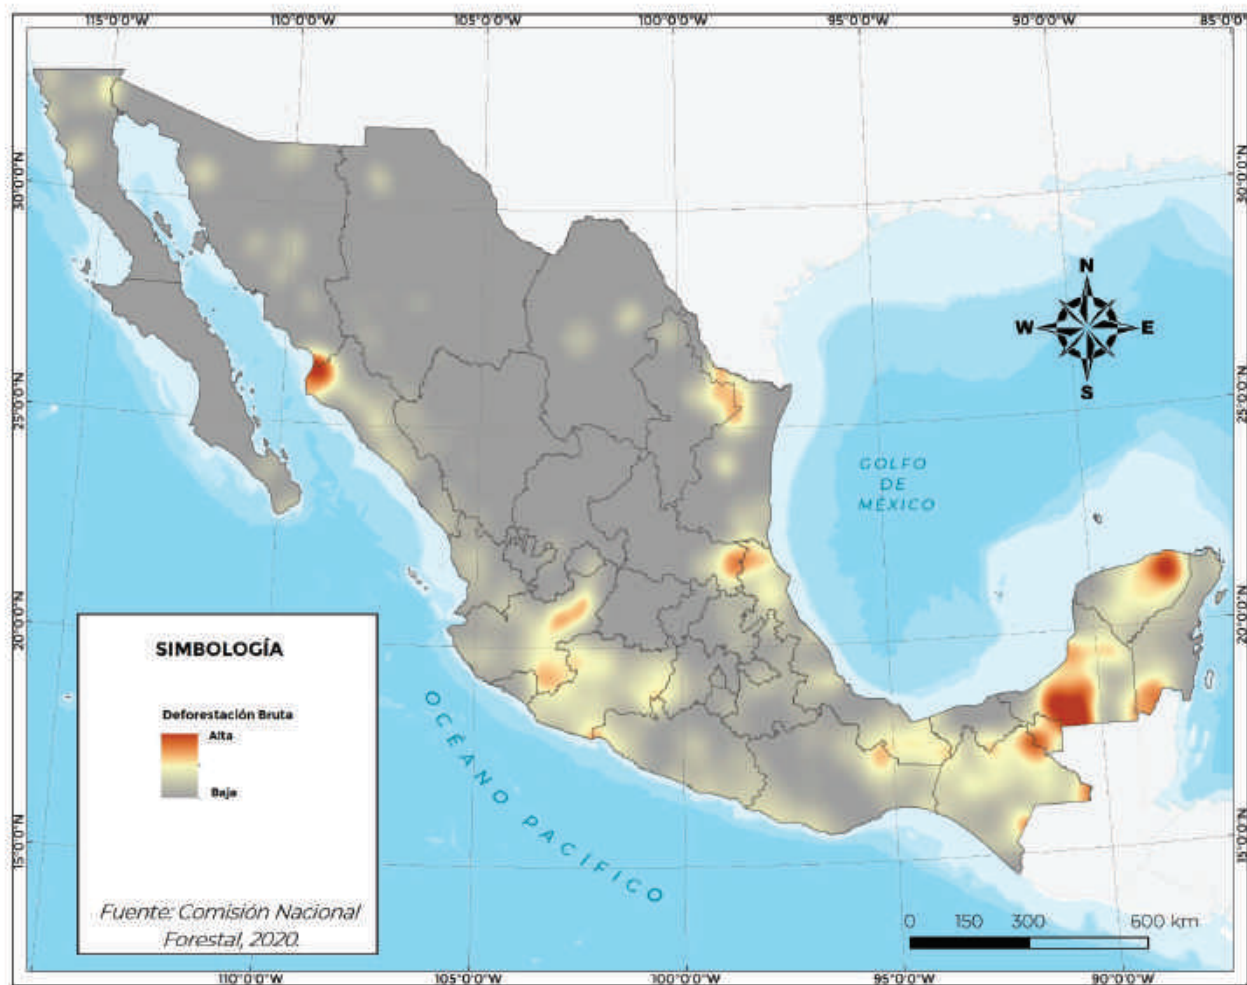 115°0'0"W 110°0'0"W 105°0'0"W 100°0'0"W 95°0'0"W 90°0'0"W 85°0'0"W
30°0'0"N 30°0'0"N
25°0'0"N 25°0'0"N
20°0'0"N 20°0'0"N
15°0'0"N 15°0'0"N
N
W E
S
GOLFO
DE
MÉXICO
OCÉANO PACÍFICO
SIMBOLOGÍA
Deforestación Bruta
Alta
Baja
Fuente: Comisión Nacional
Forestal, 2020.
0 150 300 600 km
110°0'0"W 105°0'0"W 100°0'0"W 95°0'0"W 90°0'0"W